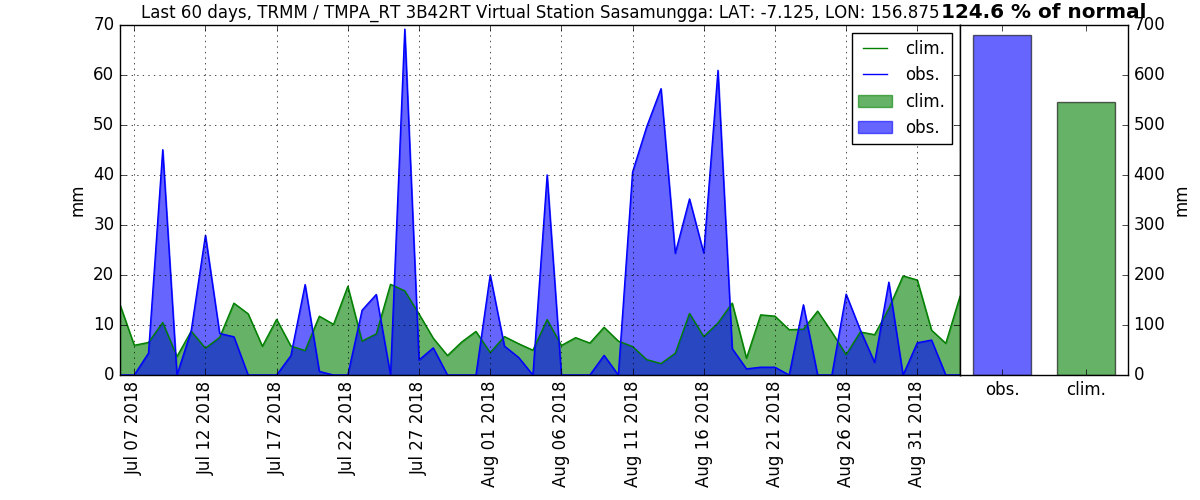 Last 60 days, TRMM / TMPA_RT 3B42RT Virtual Station Sasamungga: LAT: -7.125, LON: 156.875
124.6 % of normal
70
60
50
40
30
20
10
0
mm
clim.
obs.
clim.
obs.
700
600
500
400
300
200
100
0
mm
Jul 07 2018
Jul 12 2018
Jul 17 2018
Jul 22 2018
Jul 27 2018
Aug 01 2018
Aug 06 2018
Aug 11 2018
Aug 16 2018
Aug 21 2018
Aug 26 2018
Aug 31 2018
obs.
clim.